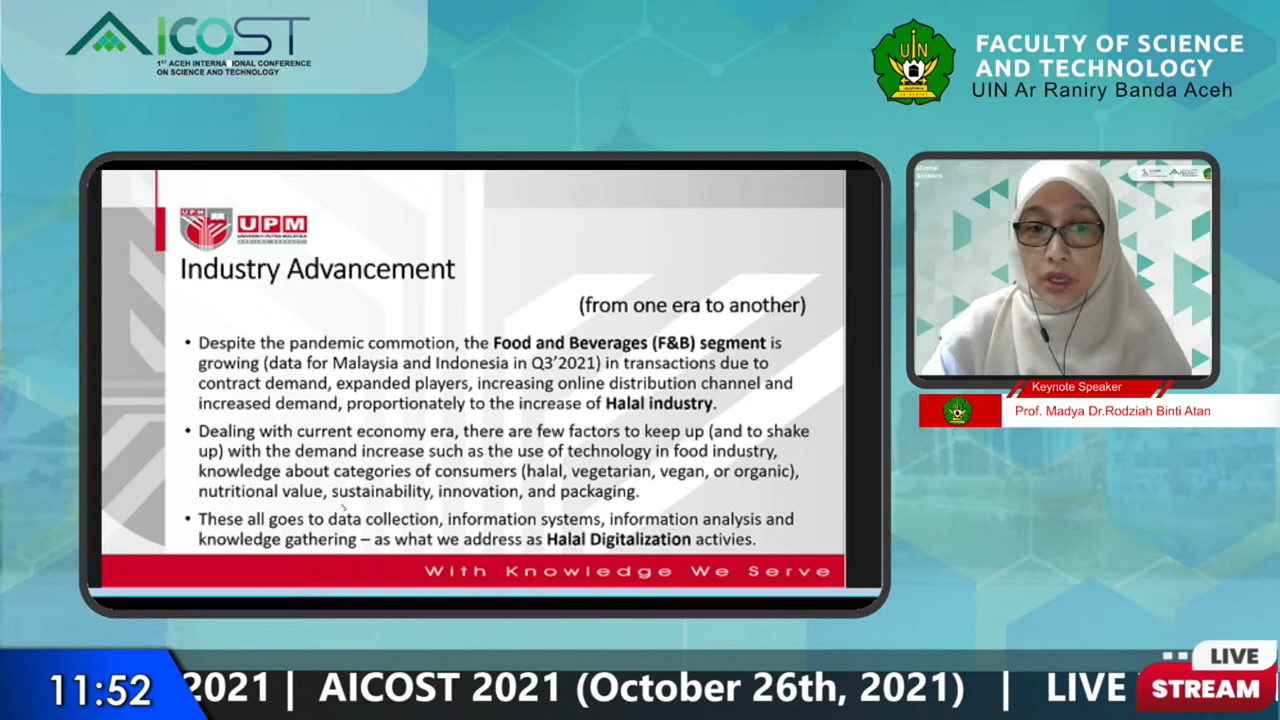 AICOST
1ST ACEH INTERNATIONAL CONFERENCE
ON SCIENCE AND TECHNOLOGY
UIN
FACULTY OF SCIENCE
AND TECHNOLOGY
UIN Ar Raniry Banda Aceh
UPM
UPM
UNIVERSITI PUTRA MALAYSIA
Industry Advancement
(from one era to another)
• Despite the pandemic commotion, the Food and Beverages (F&B) segment is
growing (data for Malaysia and Indonesia in Q3'2021) in transactions due to
contract demand, expanded players, increasing online distribution channel and
increased demand, proportionately to the increase of Halal industry.
• Dealing with current economy era, there are few factors to keep up (and to shake
up) with the demand increase such as the use of technology in food industry,
knowledge about categories of consumers (halal, vegetarian, vegan, or organic),
nutritional value, sustainability, innovation, and packaging.
• These all goes to data collection, information systems, information analysis and
knowledge gathering – as what we address as Halal Digitalization activies.
With Knowledge We Serve
ational
Science
y
AICOST
Keynote Speaker
Prof. Madya Dr.Rodziah Binti Atan
11:52
2021 | AICOST 2021 (October 26th, 2021) | LIVE
LIVE
STREAM